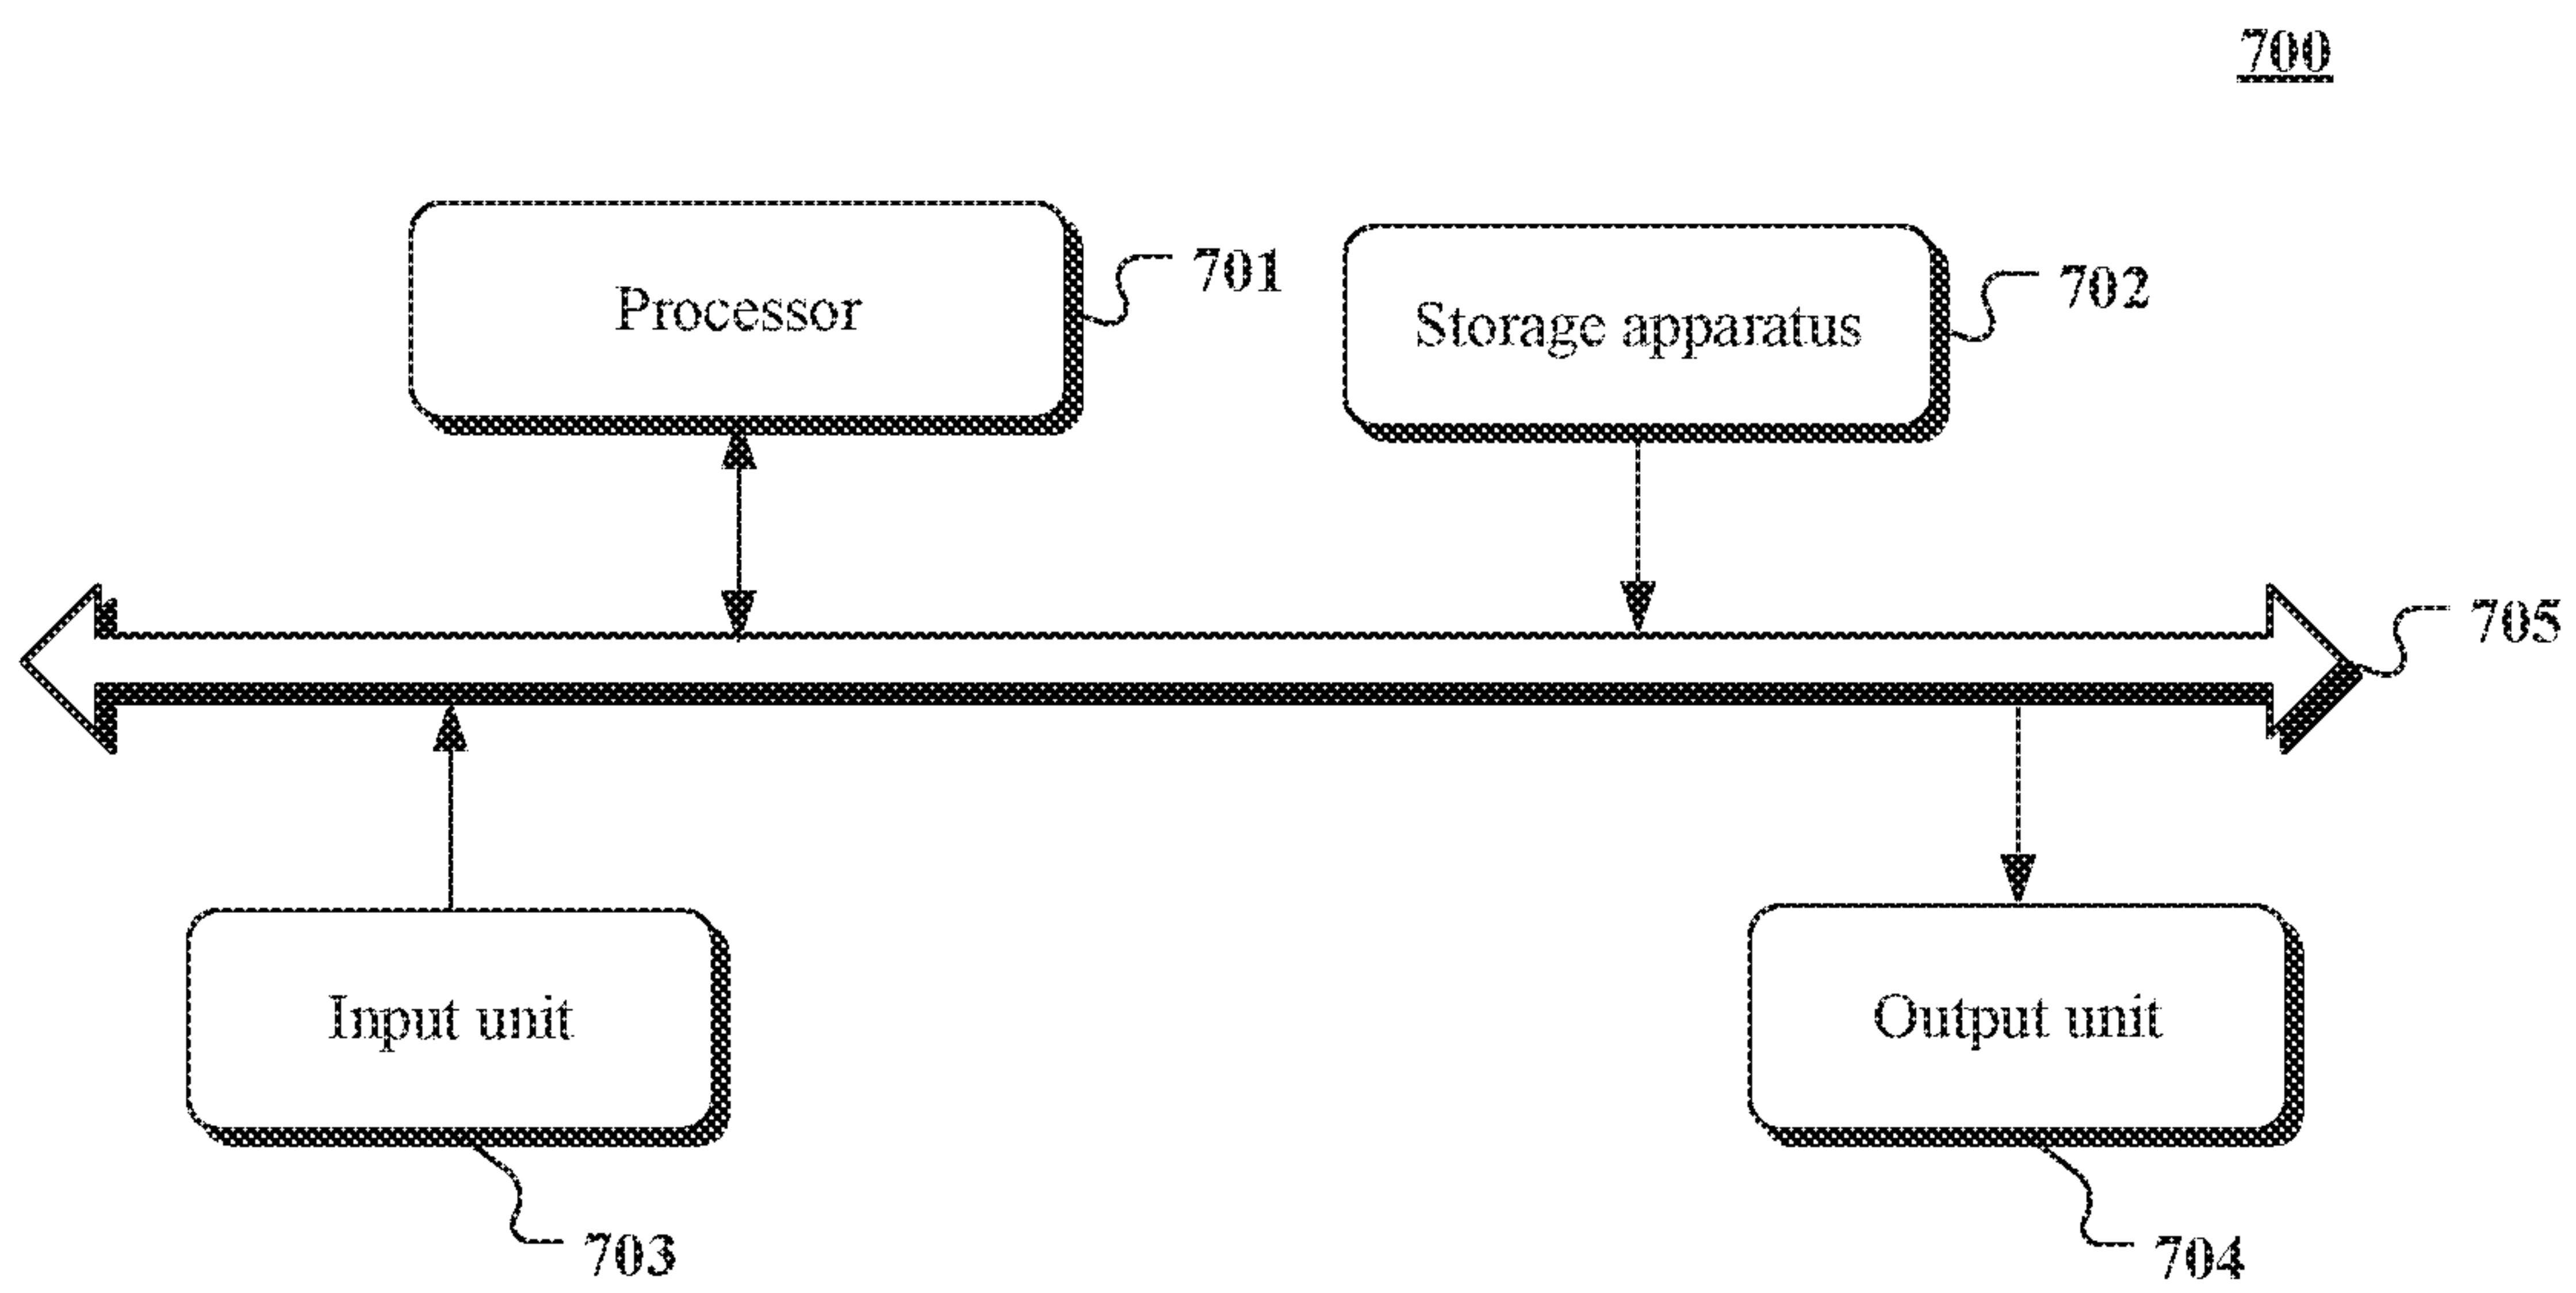 700
Processor
701
Storage apparatus
702
705
Input unit
Output unit
703
704